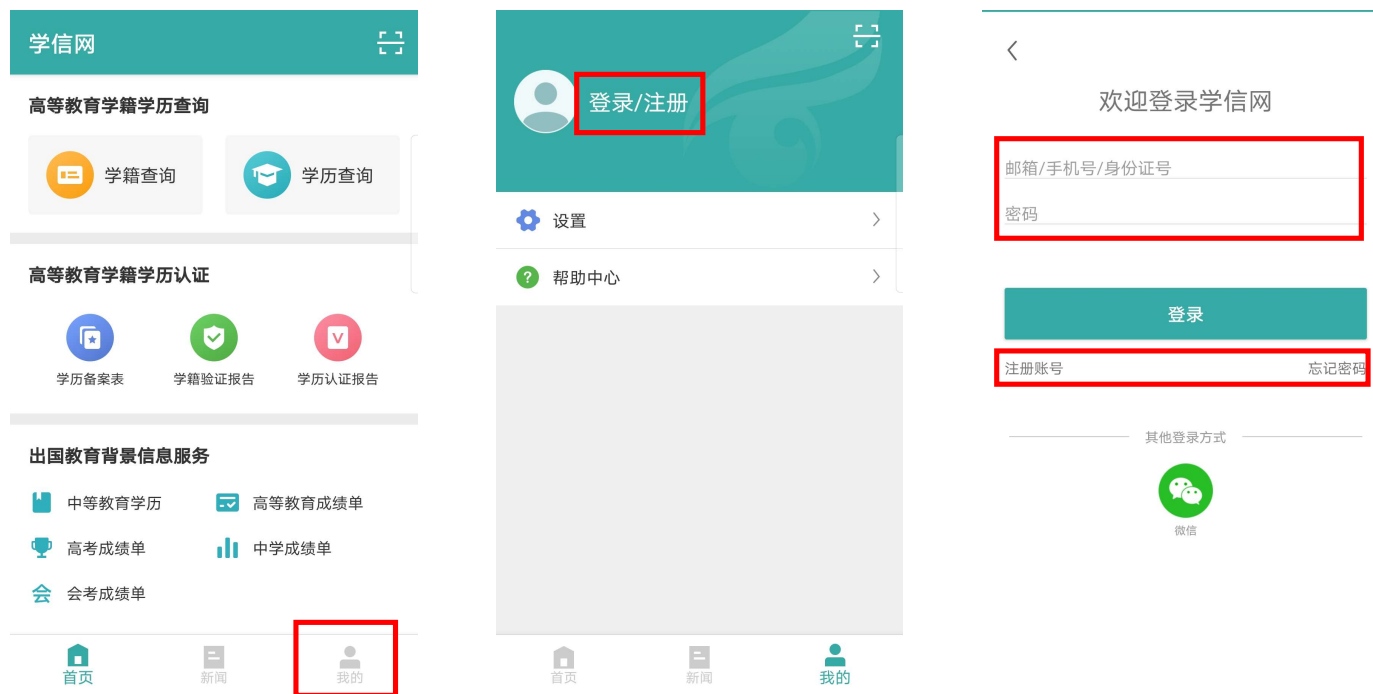 学信网
高等教育学籍学历查询
学籍查询
学历查询
高等教育学籍学历认证
学历备案表
学籍验证报告
学历认证报告
出国教育背景信息服务
中等教育学历
高等教育成绩单
高考成绩单
中学成绩单
会 会考成绩单
首页
新闻
我的
登录/注册
设置
帮助中心
首页
新闻
我的
欢迎登录学信网
邮箱/手机号/身份证号
密码
登录
注册账号
忘记密码
其他登录方式
微信